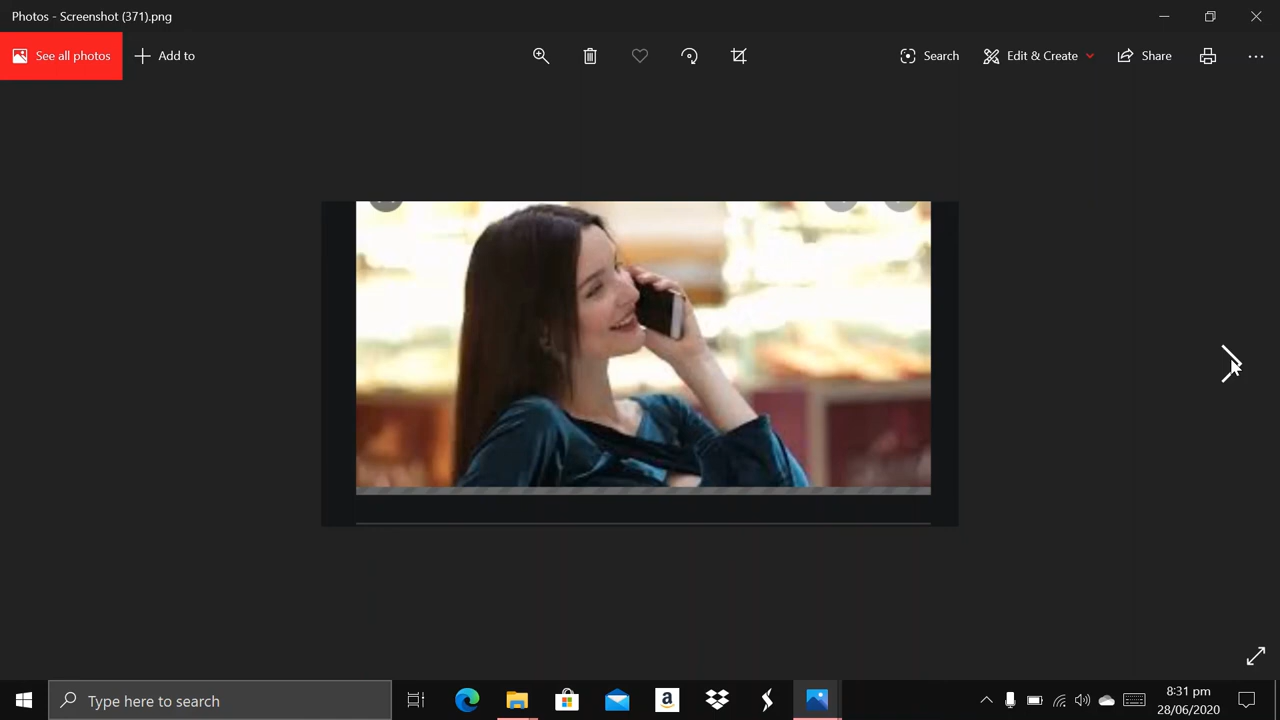 Photos - Screenshot (371).png
See all photos
Add to
Search
Edit & Create
Share
Type here to search
a
8:31 pm
28/06/2020